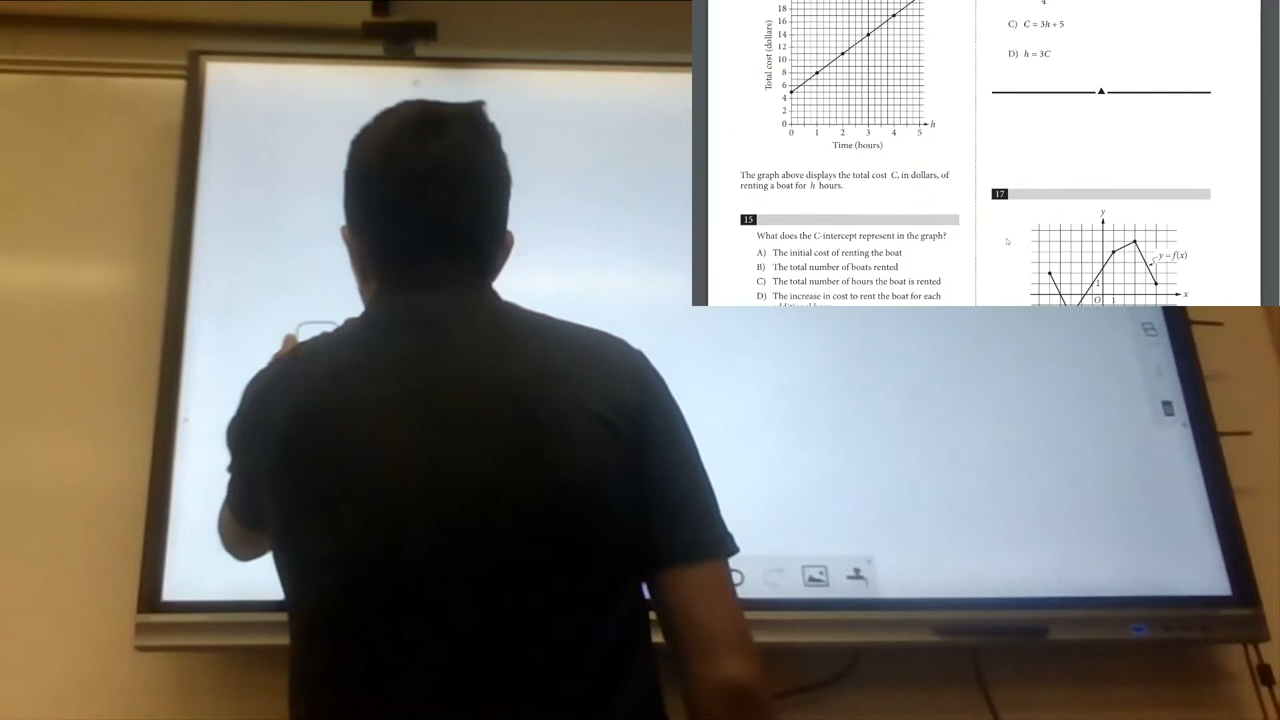 18
16
14
12
10
8
6
4
2
0
Total cost (dollars)
0 1 2 3 4 5
h
Time (hours)
The graph above displays the total cost C, in dollars, of
renting a boat for h hours.
15
What does the C-intercept represent in the graph?
A) The initial cost of renting the boat
B) The total number of boats rented
C) The total number of hours the boat is rented
D) The increase in cost to rent the boat for each
4
C) C = 3h + 5
D) h = 3C
17
y
y = f(x)
1
x
O 1